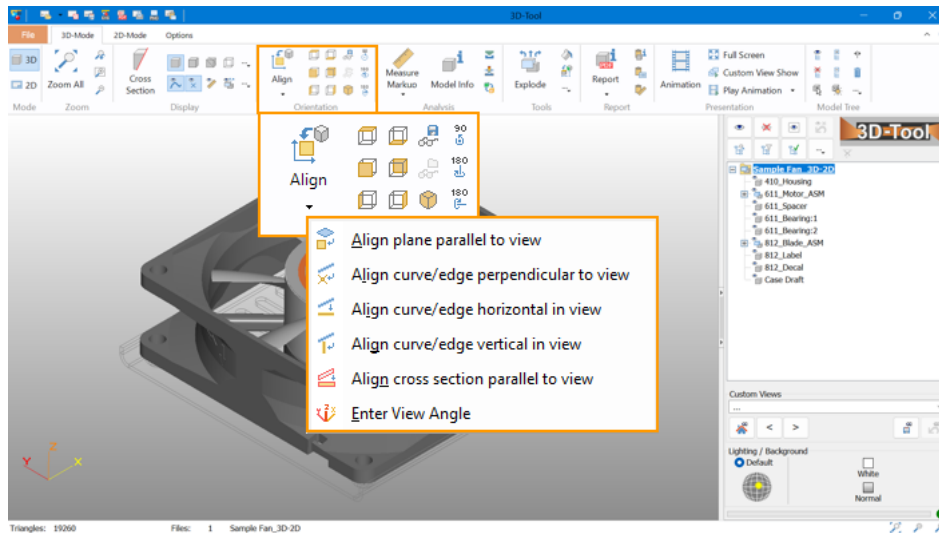 3D-Tool
File 3D-Mode 2D-Mode Options
3D
2D
Zoom All
Cross Section
Align
Measure Markup
Model Info
Explode
Report
Animation
Full Screen
Custom View Show
Play Animation
Mode Zoom Display Orientation Analysis Tools Report Presentation Model Tree
Align
90
180
180
Align plane parallel to view
Align curve/edge perpendicular to view
Align curve/edge horizontal in view
Align curve/edge vertical in view
Align cross section parallel to view
Enter View Angle
3D-Tool
Sample Fan_3D-2D
410_Housing
611_Motor_ASM
611_Spacer
611_Bearing:1
611_Bearing:2
812_Blade_ASM
812_Label
812_Decal
Case Draft
Custom Views
...
< >
Lighting / Background
Default
White
Normal
Z
Y X
Triangles: 19260 Files: 1 Sample Fan_3D-2D